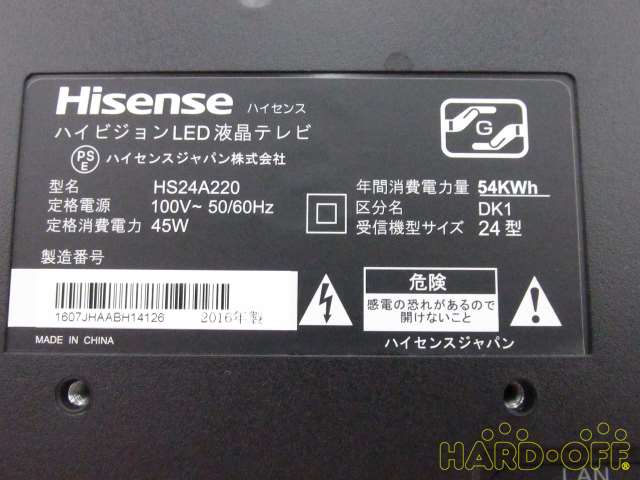 Hisense ハイセンス
ハイビジョンLED液晶テレビ
PS
E ハイセンスジャパン株式会社
G
型名 HS24A220
定格電源 100V~ 50/60Hz
定格消費電力 45W
年間消費電力量 54KWh
区分名 DK1
受信機型サイズ 24型
製造番号
1607JHAABH14126 2016年製
MADE IN CHINA
危険
感電の恐れがあるので
開けないこと
ハイセンスジャパン
HARD-OFF
LAN